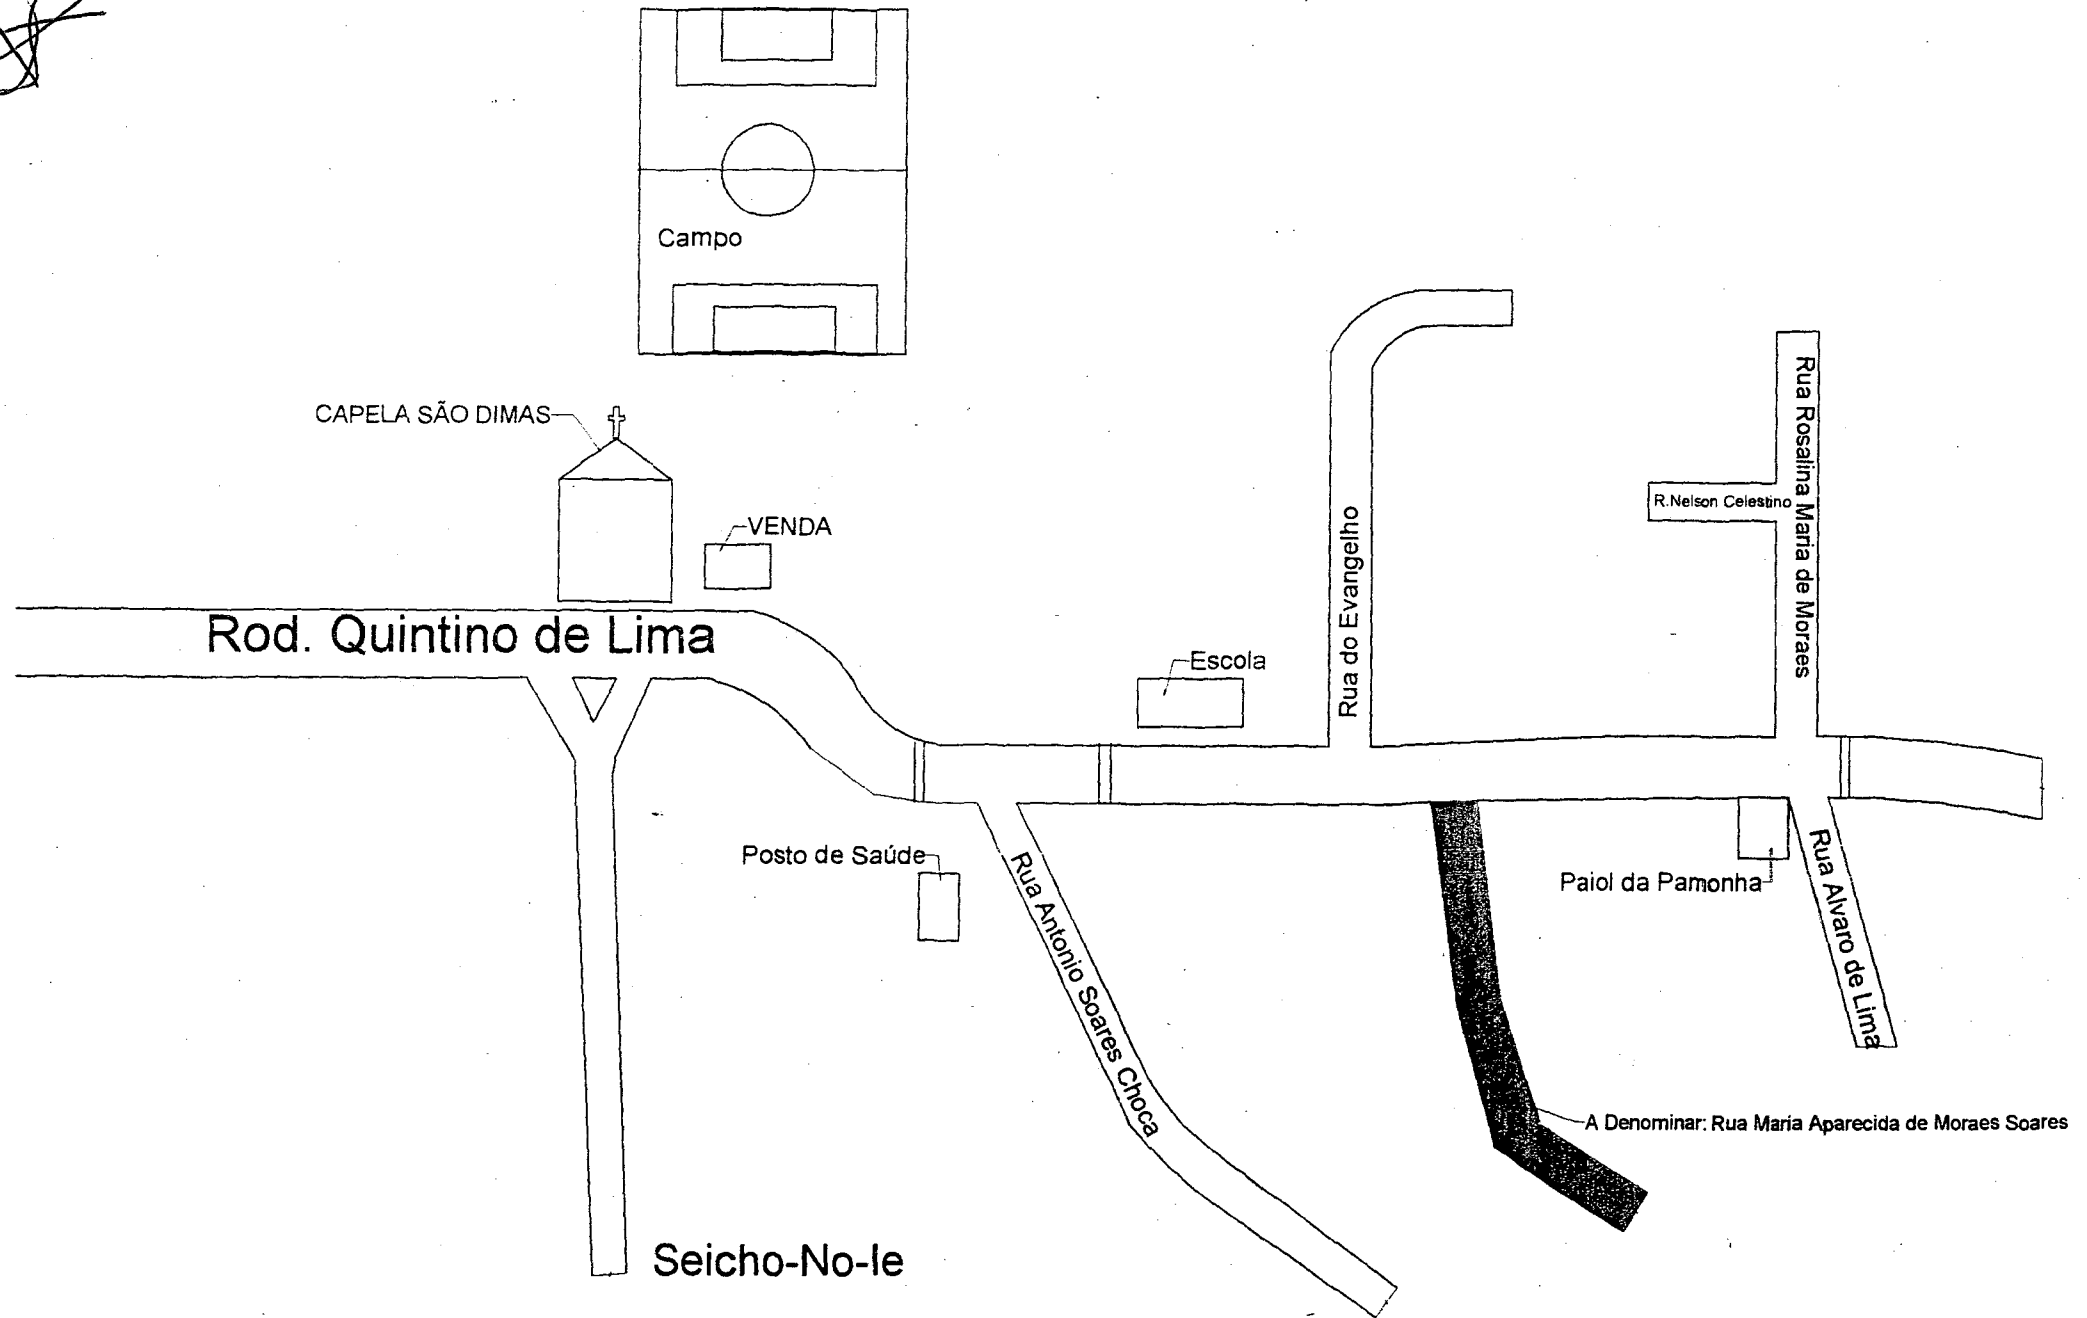 Campo
CAPELA SÃO DIMAS
VENDA
Rod. Quintino de Lima
Escola
Rua do Evangelho
R.Nelson Celestino
Rua Rosalina Maria de Moraes
Posto de Saúde
Rua Antonio Soares Choca
Paiol da Pamonha
Rua Alvaro de Lima
A Denominar: Rua Maria Aparecida de Moraes Soares
Seicho-No-Ie